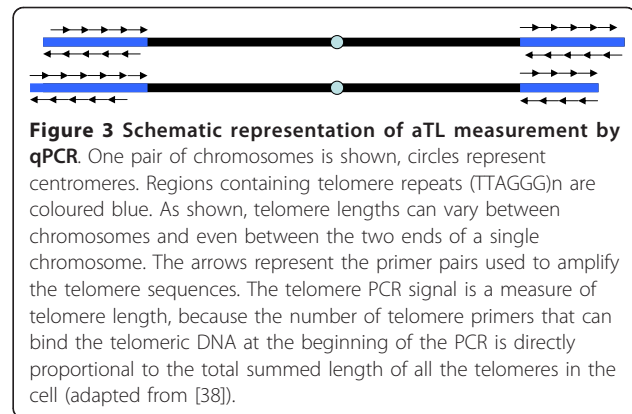 Figure 3 Schematic representation of aTL measurement by
qPCR. One pair of chromosomes is shown, circles represent
centromeres. Regions containing telomere repeats (TTAGGG)n are
coloured blue. As shown, telomere lengths can vary between
chromosomes and even between the two ends of a single
chromosome. The arrows represent the primer pairs used to amplify
the telomere sequences. The telomere PCR signal is a measure of
telomere length, because the number of telomere primers that can
bind the telomeric DNA at the beginning of the PCR is directly
proportional to the total summed length of all the telomeres in the
cell (adapted from [38]).